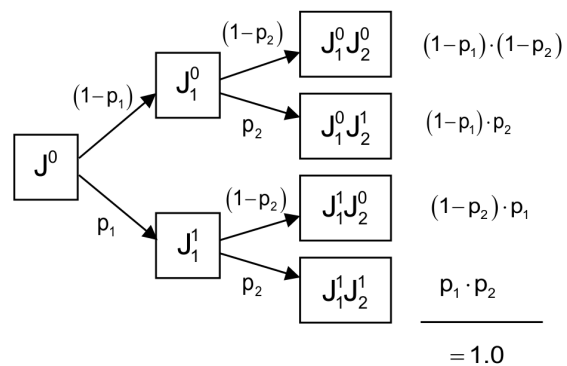 (1−p₁)
(1−p₂)
J₁⁰J₂⁰
(1−p₁)·(1−p₂)
J₁⁰
p₂
J₁⁰J₂¹
(1−p₁)·p₂
J⁰
p₁
(1−p₂)
J₁¹J₂⁰
(1−p₂)·p₁
J₁¹
p₂
J₁¹J₂¹
p₁·p₂
=1.0